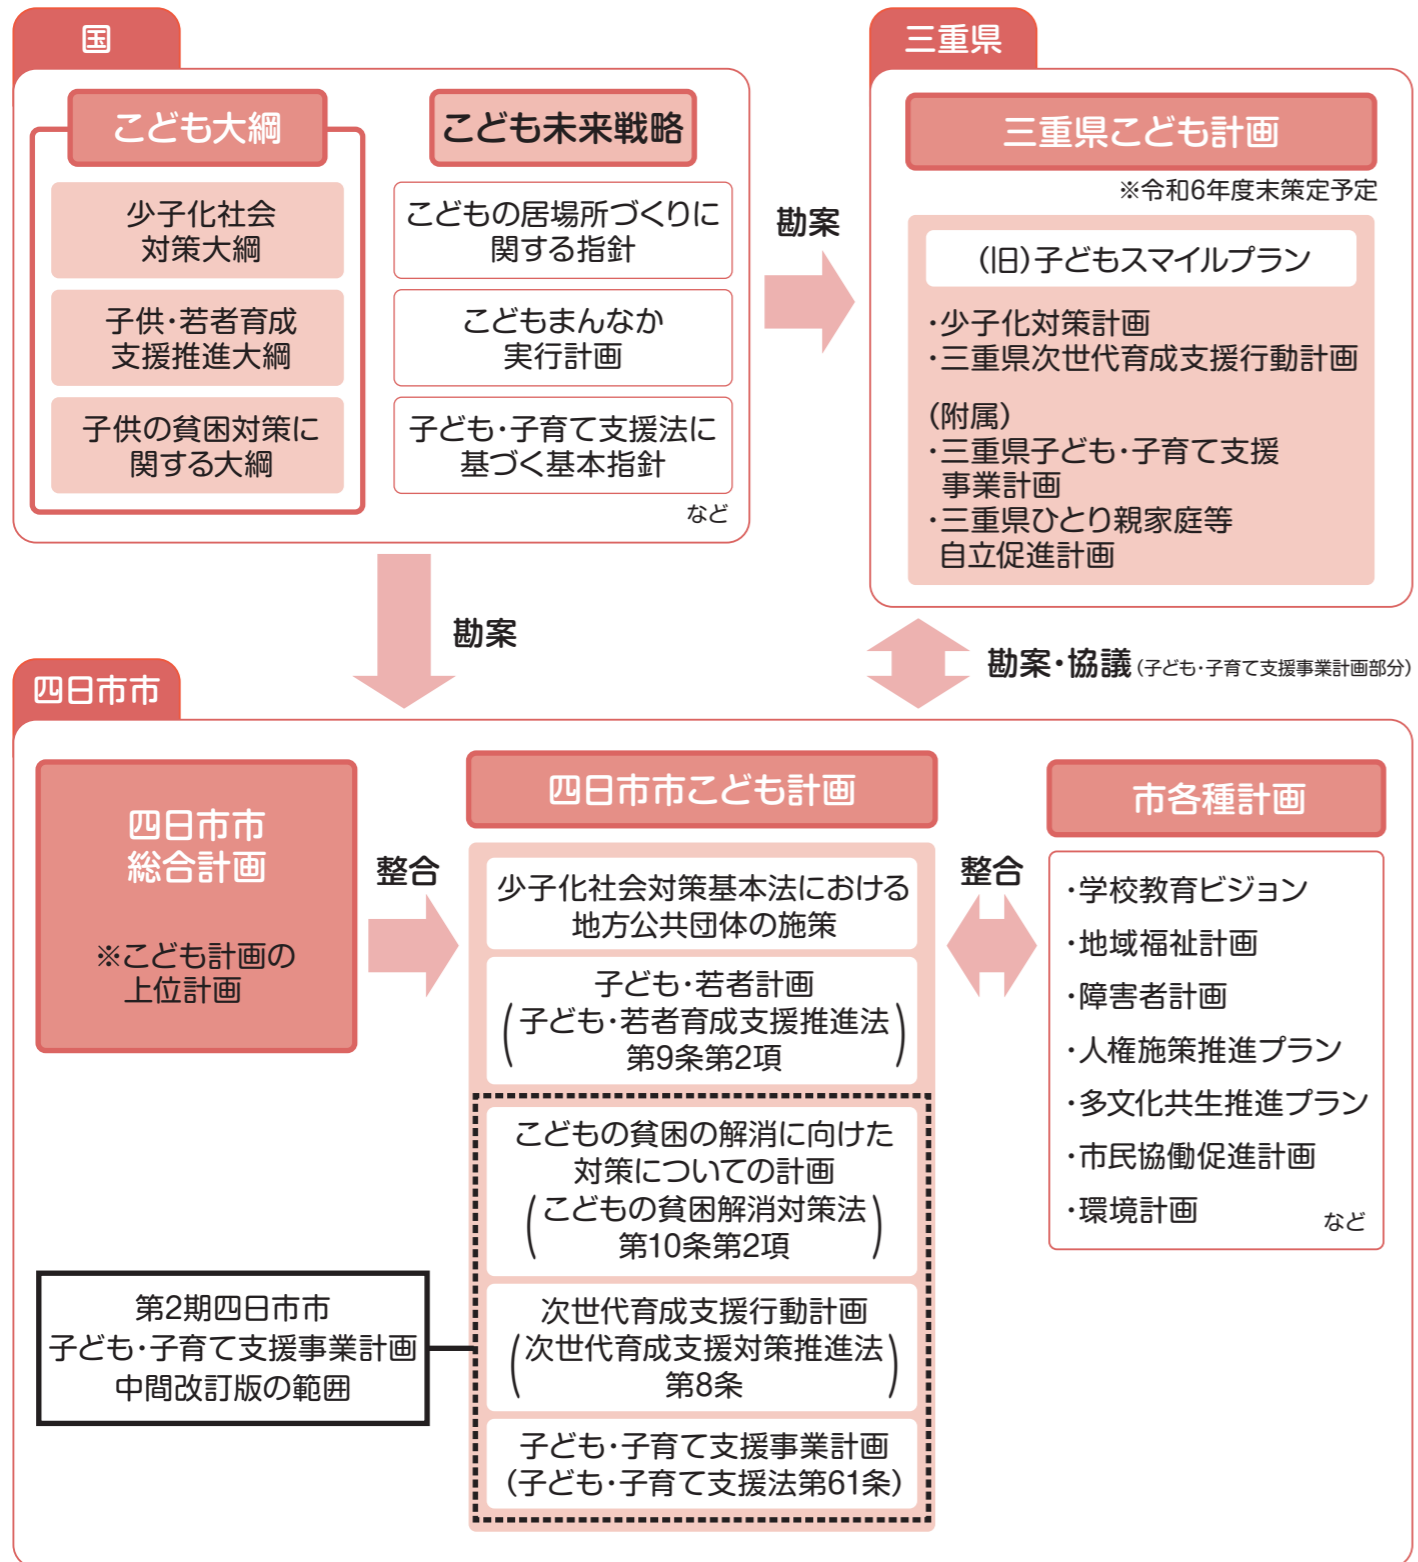 国
こども大綱
少子化社会
対策大綱
子供・若者育成
支援推進大綱
子供の貧困対策に
関する大綱
こども未来戦略
こどもの居場所づくりに
関する指針
こどもまんなか
実行計画
子ども・子育て支援法に
基づく基本指針
など
勘案
三重県
三重県こども計画
※令和6年度末策定予定
(旧)子どもスマイルプラン
・少子化対策計画
・三重県次世代育成支援行動計画
(附属)
・三重県子ども・子育て支援
事業計画
・三重県ひとり親家庭等
自立促進計画
勘案
勘案・協議(子ども・子育て支援事業計画部分)
四日市市
四日市市
総合計画
※こども計画の
上位計画
整合
四日市市こども計画
少子化社会対策基本法における
地方公共団体の施策
子ども・若者計画
(子ども・若者育成支援推進法
第9条第2項)
こどもの貧困の解消に向けた
対策についての計画
(こどもの貧困解消対策法
第10条第2項)
次世代育成支援行動計画
(次世代育成支援対策推進法
第8条)
子ども・子育て支援事業計画
(子ども・子育て支援法第61条)
第2期四日市市
子ども・子育て支援事業計画
中間改訂版の範囲
整合
市各種計画
・学校教育ビジョン
・地域福祉計画
・障害者計画
・人権施策推進プラン
・多文化共生推進プラン
・市民協働促進計画
・環境計画
など